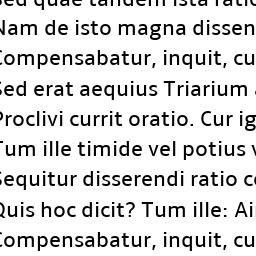 Sed quae tandem ista ratio
Nam de isto magna dissen
Compensabatur, inquit, cu
Sed erat aequius Triarium
Proclivi currit oratio. Cur ig
Tum ille timide vel potius v
Sequitur disserendi ratio c
Quis hoc dicit? Tum ille: Ai
Compensabatur, inquit, cu